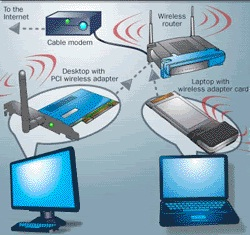 To the
Internet
Cable modem
Wireless
router
Desktop with
PCI wireless adapter
Laptop with
wireless adapter card